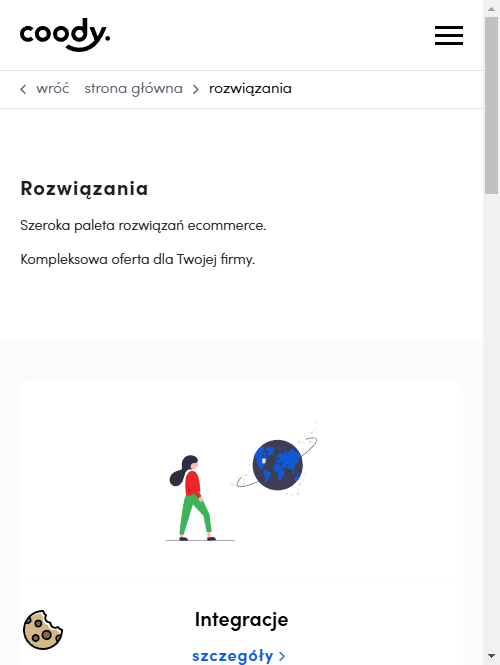 coody.
wróć strona główna rozwiązania
Rozwiązania
Szeroka paleta rozwiązań ecommerce.
Kompleksowa oferta dla Twojej firmy.
Integracje
szczegóły